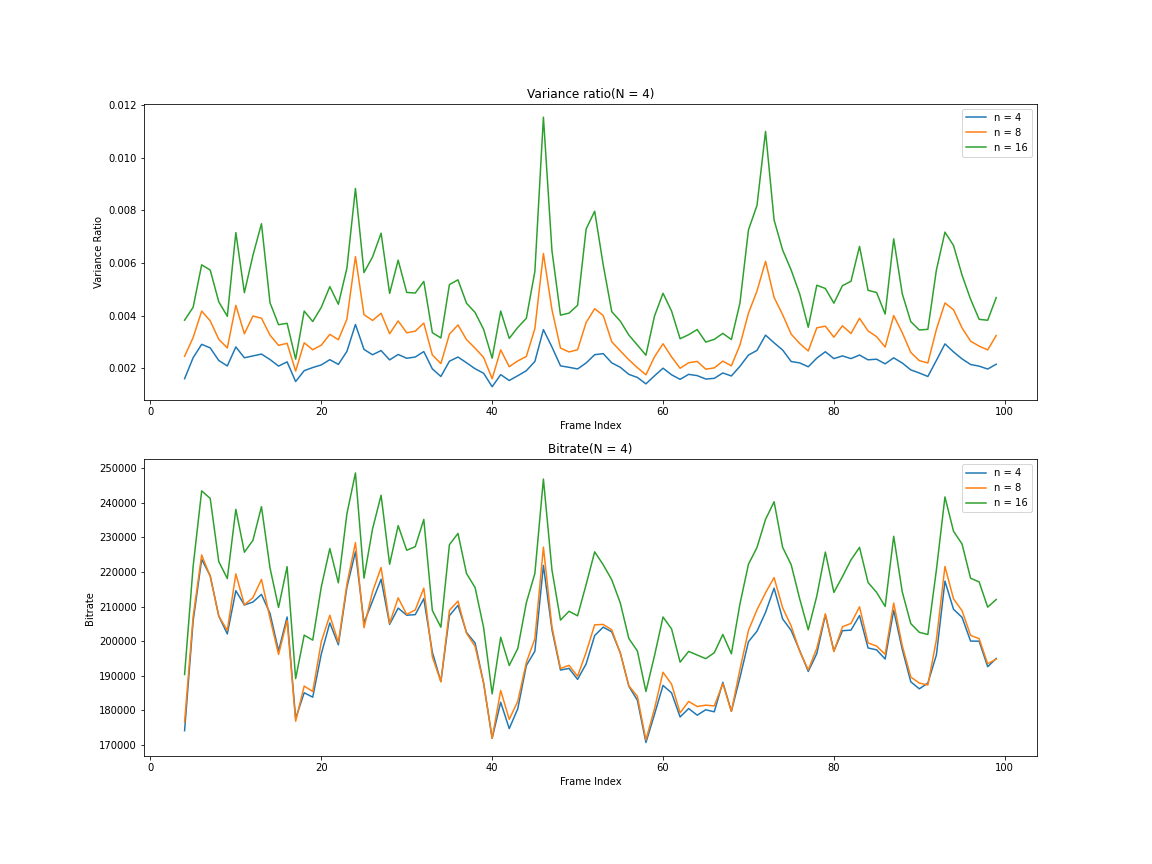 Variance ratio(N = 4)
0.012
0.010
0.008
0.006
0.004
0.002
Variance Ratio
n = 4
n = 8
n = 16
0 20 40 60 80 100
Frame Index
Bitrate(N = 4)
250000
240000
230000
220000
210000
200000
190000
180000
170000
Bitrate
n = 4
n = 8
n = 16
0 20 40 60 80 100
Frame Index